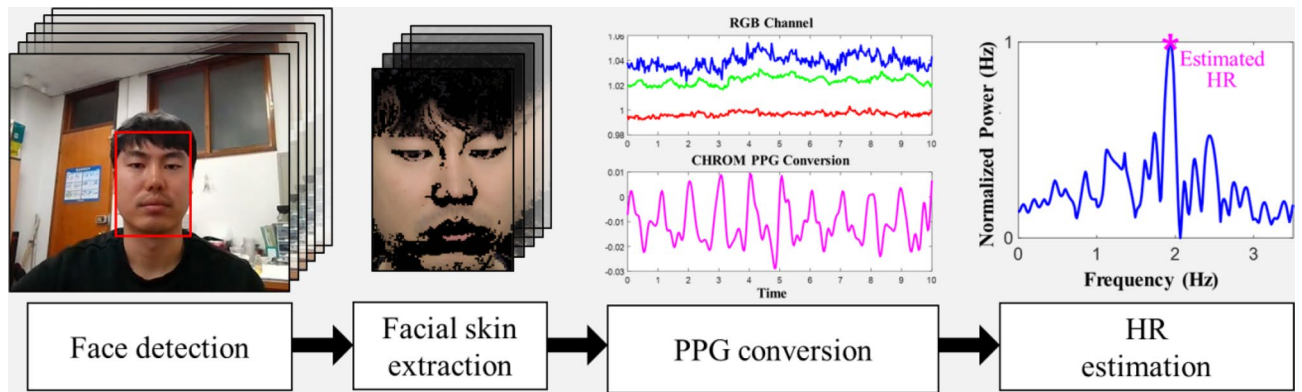 RGB Channel
1.06
1.04
1.02
1
0.98
0 1 2 3 4 5 6 7 8 9 10
CHROM PPG Conversion
0.01
0
-0.01
-0.02
-0.03
0 1 2 3 4 5 6 7 8 9 10
Time
Normalized Power (Hz)
1
0
Estimated
HR
0 1 2 3
Frequency (Hz)
Face detection
Facial skin
extraction
PPG conversion
HR
estimation